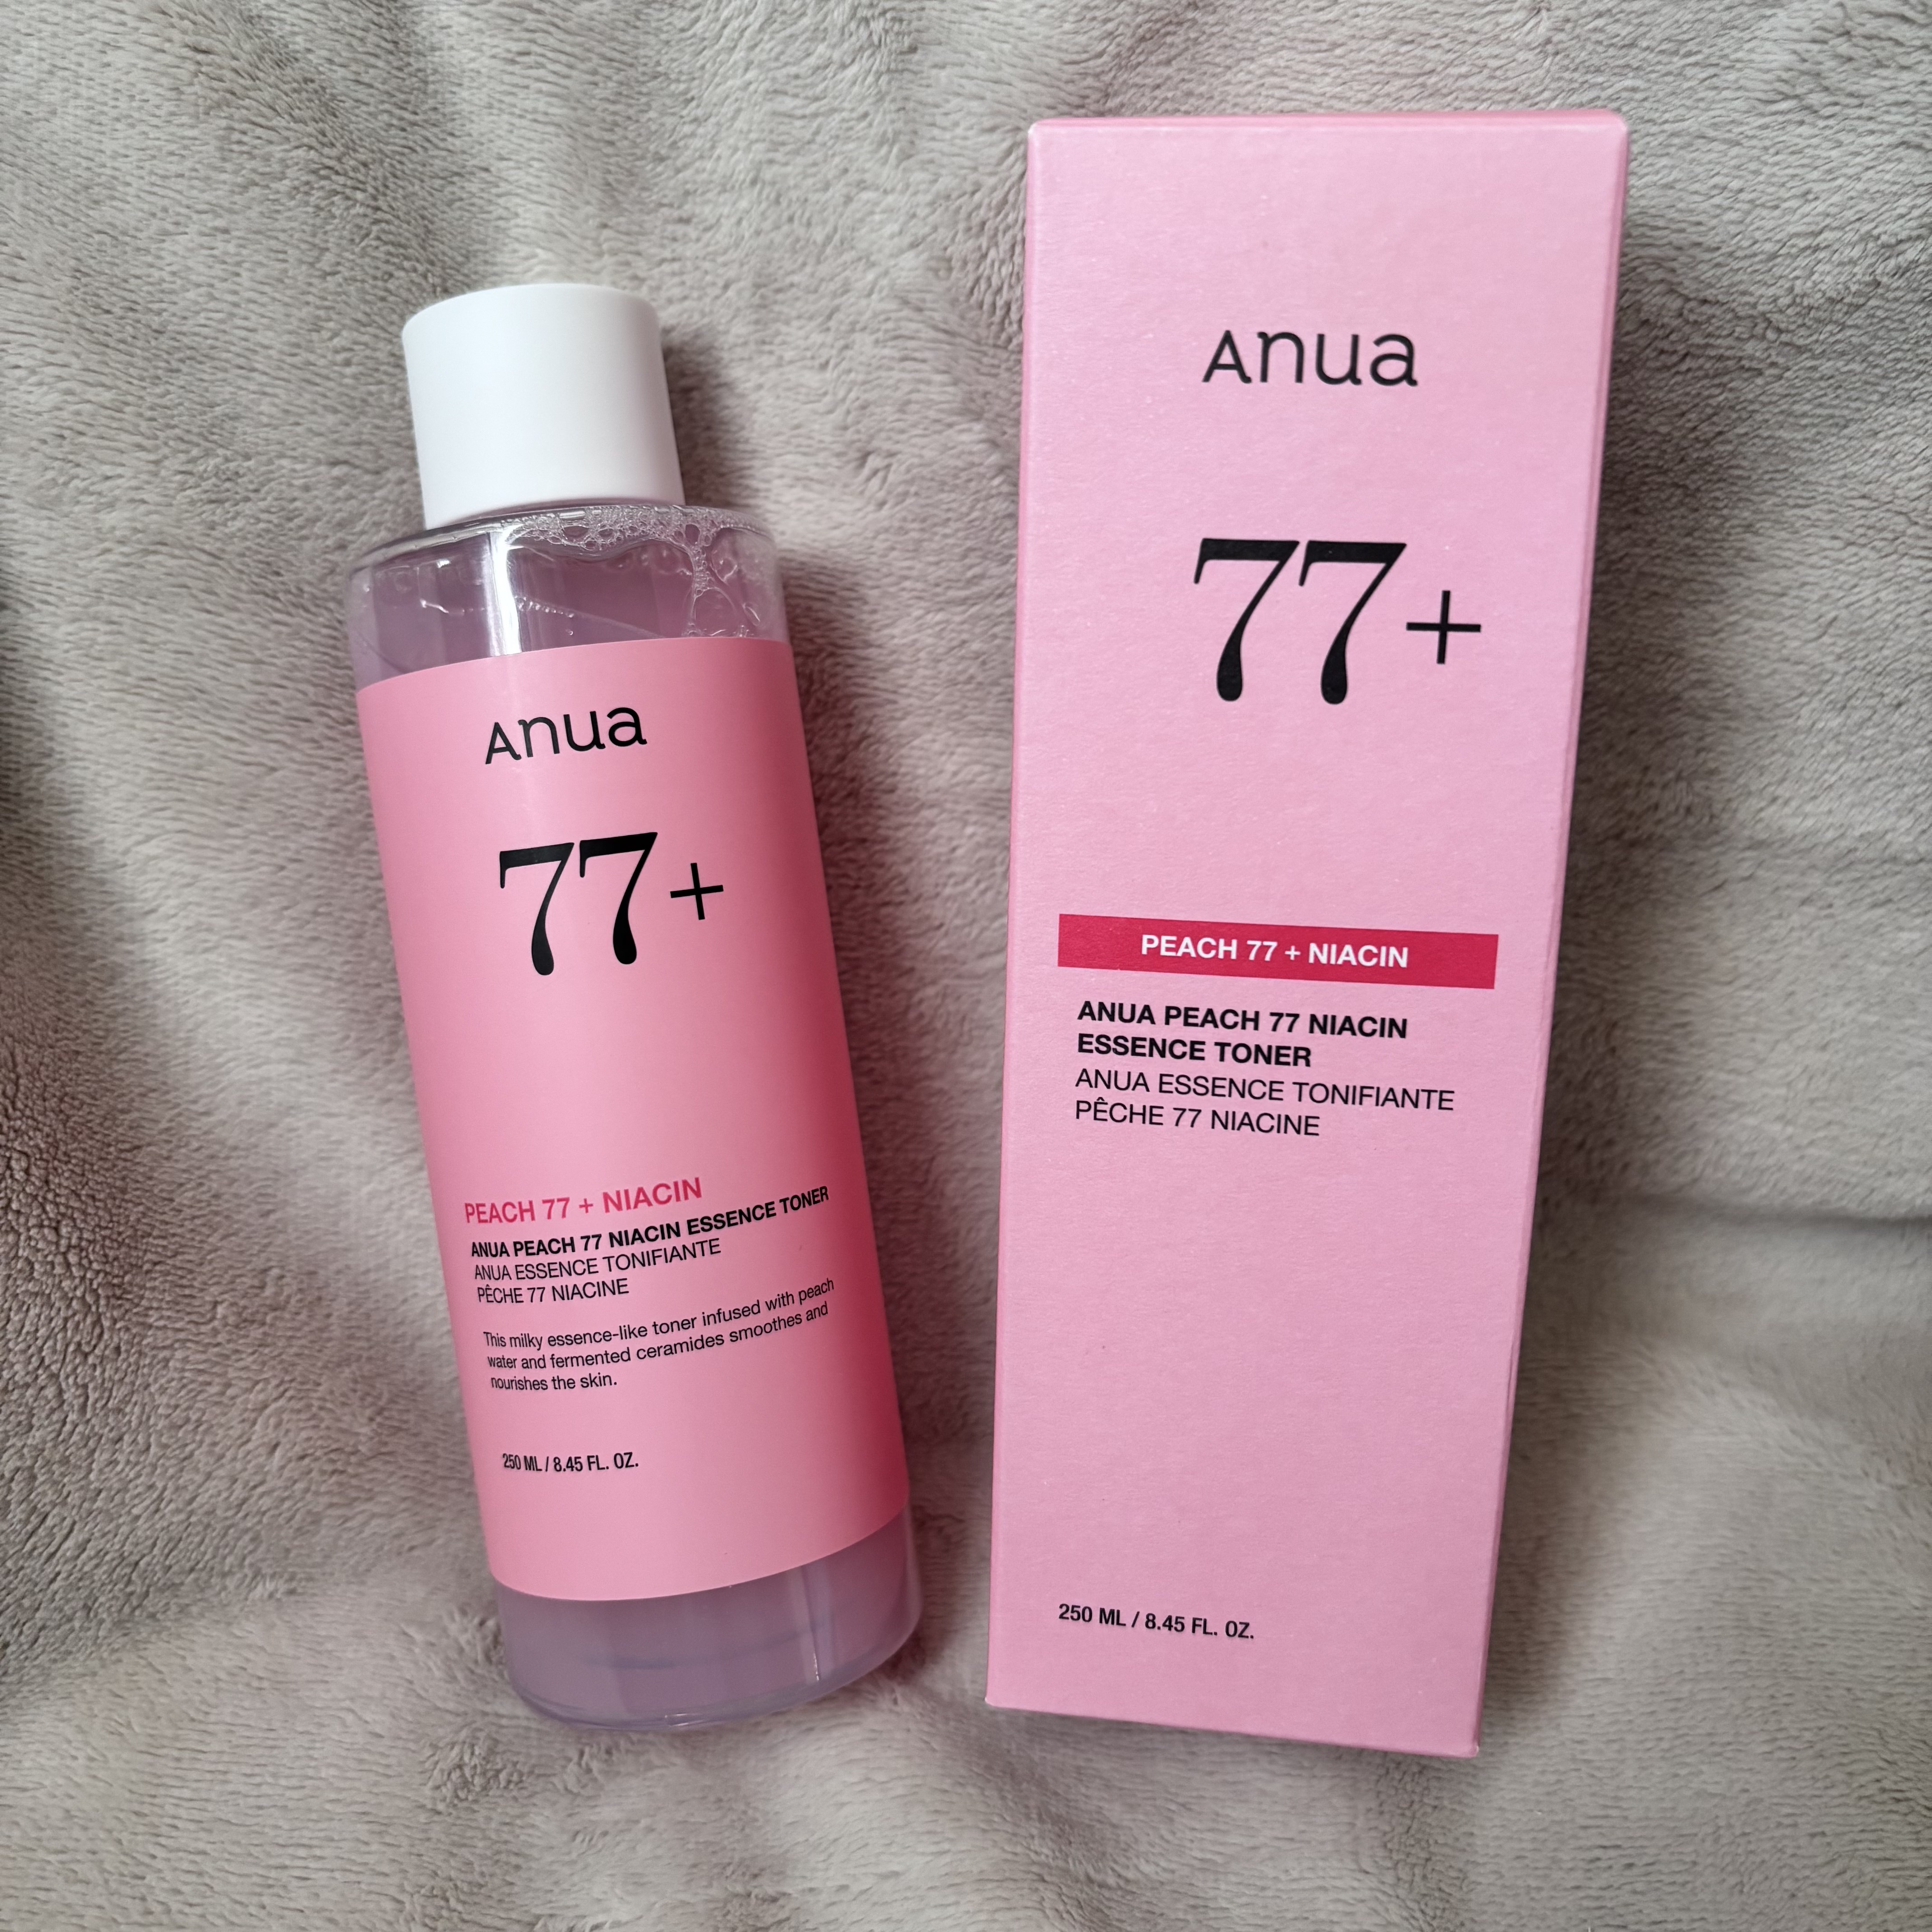 Anua
77+
PEACH 77 + NIACIN
ANUA PEACH 77 NIACIN ESSENCE TONER
ANUA ESSENCE TONIFIANTE
PÊCHE 77 NIACINE
This milky essence-like toner infused with peach
water and fermented ceramides smoothes and
nourishes the skin.
250 ML / 8.45 FL. OZ.
Anua
77+
PEACH 77 + NIACIN
ANUA PEACH 77 NIACIN
ESSENCE TONER
ANUA ESSENCE TONIFIANTE
PÊCHE 77 NIACINE
250 ML / 8.45 FL. OZ.